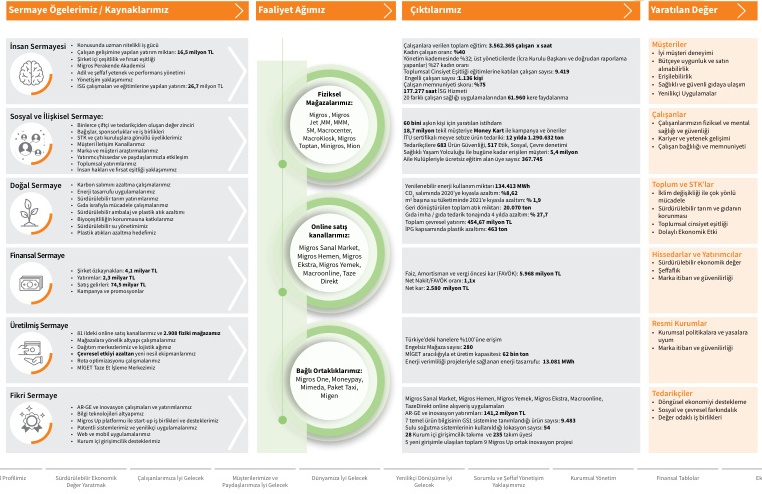 Sermaye Ögelerimiz / Kaynaklarımız
Faaliyet Ağımız
Çıktılarımız
Yaratılan Değer
İnsan Sermayesi
Konusunda uzman nitelikli iş gücü
Çalışan gelişimine yapılan yatırım miktarı: 16,5 milyon TL
Şirket içi çeşitlilik ve fırsat eşitliği
Migros Perakende Akademisi
Adil ve şeffaf yetenek ve performans yönetimi
Yönetişim yaklaşımımız
ISG çalışmaları ve eğitimlerine yapılan yatırım: 26,7 milyon TL
Sosyal ve İlişkisel Sermaye:
Binlerce çiftçi ve tedarikçiden oluşan değer zinciri
Bağışlar, sponsorluklar ve iş birlikleri
STK ve çatı kuruluşlara gönüllü üyeliklerimiz
Müşteri İletişim Kanallarımız
Marka ve müşteri araştırmalarımız
Yatırımcı/hissedar ve paydaşlarımızla etkileşim
Toplumsal yatırımlarımız
İnsan hakları ve fırsat eşitliği yaklaşımımız
Doğal Sermaye
Karbon salımını azaltma çalışmalarımız
Enerji tasarrufu uygulamalarımız
Sürdürülebilir tarım yatırımlarımız
Gıda israfıyla mücadele çalışmalarımız
Sürdürülebilir ambalaj ve plastik atık azaltımı
Biyoçeşitliliğin korunmasına katkılarımız
Sürdürülebilir su yönetimimiz
Plastik atıkları azaltma hedefimiz
Finansal Sermaye
Şirket özkaynakları: 4,1 milyar TL
Yatırımlar: 2,3 milyar TL
Satış gelirleri: 74,5 milyar TL
Kampanya ve promosyonlar
Üretilmiş Sermaye
81 ildeki online satış kanallarımız ve 2.908 fiziki mağazamız
Mağazalara yönelik altyapı çalışmalarımız
Dağıtım merkezlerimiz ve lojistik ağımız
Çevresel etkiyi azaltan yeni nesil ekipmanlarımız
Rota optimizasyonu çalışmalarımız
MİGET Taze Et İşleme Merkezimiz
Fikri Sermaye
AR-GE ve inovasyon çalışmaları ve yatırımlarımız
Bilgi teknolojileri altyapımız
Migros Up platformu ile start-up iş birlikleri ve desteklerimiz
Patentli sistemlerimiz ve yenilikçi uygulamalarımız
Web ve mobil uygulamalarımız
Kurum içi girişimcilik desteklerimiz
Fiziksel
Mağazalarımız:
Migros , Migros
Jet ,MM, MMM,
5M, Macrocenter,
MacroKiosk, Migros
Toptan, Minigros, Mion
Online satış
kanallarımız:
Migros Sanal Market,
Migros Hemen, Migros
Ekstra, Migros Yemek,
Macroonline, Taze
Direkt
Bağlı Ortaklıklarımız:
Migros One, Moneypay,
Mimeda, Paket Taxi,
Migen
Çalışanlara verilen toplam eğitim: 3.562.365 çalışan x saat
Kadın çalışan oranı: %40
Yönetim kademesinde %32; üst yöneticilerde (İcra Kurulu Başkanı ve doğrudan raporlama
yapanlar) %27 kadın oranı
Toplumsal Cinsiyet Eşitliği eğitimlerine katılan çalışan sayısı: 9.419
Engelli çalışan sayısı: 1.136 kişi
Çalışan memnuniyeti skoru: %75
177.277 saat ISG Hizmeti
20 farklı çalışan sağlığı uygulamalarından 61.960 kere faydalanma
60 bini aşkın kişi için yaratılan istihdam
18,7 milyon tekil müşteriye Money Kart ile kampanya ve öneriler
İTU sertifikalı meyve sebze ürün tedariki: 12 yılda 1.290.632 ton
Tedarikçilere 683 Ürün Güvenliği, 517 Etik, Sosyal, Çevre denetimi
Sağlıklı Yaşam Yolculuğu ile bugüne kadar erişilen müşteri: 5,4 milyon
Aile Kulüpleriyle ücretsiz eğitim alan üye sayısı: 367.745
Yenilenebilir enerji kullanım miktarı: 134.413 MWh
CO₂ salımında 2020'ye kıyasla azaltım: %8,62
m² başına su tüketiminde 2021'e kıyasla azaltım: % 1,9
Geri dönüştürülen toplam atık miktarı: 20.070 ton
Gıda imha / gıda tedarik tonajında 4 yılda azaltım: % 27,7
Toplam çevresel yatırım: 454,67 milyon TL
IPG kapsamında plastik azaltımı: 463 ton
Faiz, Amortisman ve vergi öncesi kar (FAVÖK): 5.968 milyon TL
Net Nakit/FAVÖK oranı: 1,1x
Net kar: 2.580 milyon TL
Türkiye'deki hanelere %100'üne erişim
Engelsiz Mağaza sayısı: 280
MİGET aracılığıyla et üretim kapasitesi: 62 bin ton
Enerji verimliliği projeleriyle sağlanan enerji tasarrufu: 13.081 MWh
Migros Sanal Market, Migros Hemen, Migros Yemek, Migros Ekstra, Macroonline,
TazeDirekt online alışveriş uygulamaları
AR-GE ve inovasyon yatırımları: 141,2 milyon TL
7 temel ürün bilgisinin GS1 sistemine tanımlandığı ürün sayısı: 9.483
Sulu soğutma sistemlerinin kullanıldığı lokasyon sayısı: 54
28 Kurum içi girişimcilik takımı ve 235 takım üyesi
5 yeni girişimle ulaşılan toplam 9 Migros Up ortak inovasyon projesi
Müşteriler
İyi müşteri deneyimi
Bütçeye uygunluk ve satın
alınabilirlik
Erişilebilirlik
Sağlıklı ve güvenli gıdaya ulaşım
Yenilikçi Uygulamalar
Çalışanlar
Çalışanlarımızın fiziksel ve mental
sağlığı ve güvenliği
Kariyer ve yetenek gelişimi
Çalışan bağlılığı ve memnuniyeti
Toplum ve STK'lar
İklim değişikliği ile çok yönlü
mücadele
Sürdürülebilir tarım ve gıdanın
korunması
Toplumsal cinsiyet eşitliği
Dolaylı Ekonomik Etki
Hissedarlar ve Yatırımcılar
Sürdürülebilir ekonomik değer
Şeffaflık
Marka itibarı ve güvenilirliği
Resmi Kurumlar
Kurumsal politikalara ve yasalara
uyum
Marka itibarı ve güvenilirliği
Tedarikçiler
Döngüsel ekonomiyi destekleme
Sosyal ve çevresel farkındalık
Değer odaklı iş birlikleri
Profilimiz
Sürdürülebilir Ekonomik
Değer Yaratmak
Çalışanlarımıza İyi Gelecek
Müşterilerimize ve
Paydaşlarımıza İyi Gelecek
Dünyamıza İyi Gelecek
Yenilikçi Dönüşüme İyi
Gelecek
Sorumlu ve Şeffaf Yönetişim
Yaklaşımımız
Kurumsal Yönetim
Finansal Tablolar